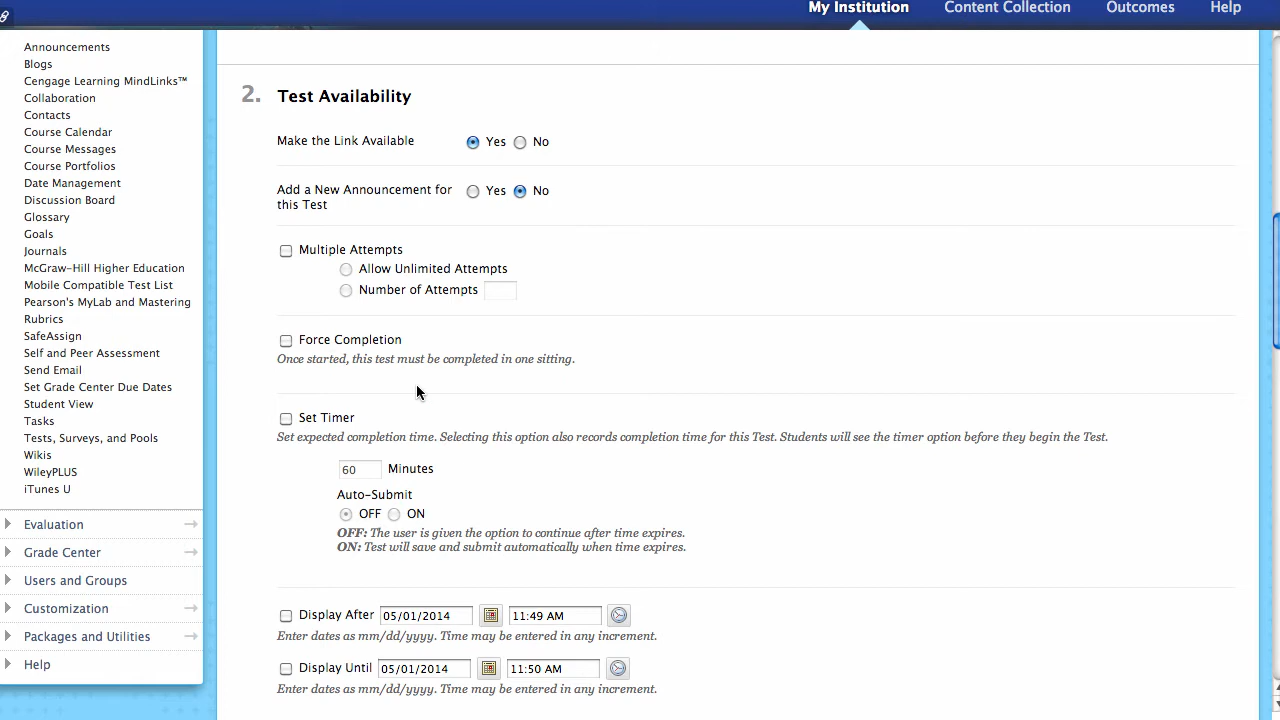 My Institution
Content Collection
Outcomes
Help
Announcements
Blogs
Cengage Learning MindLinks™
Collaboration
Contacts
Course Calendar
Course Messages
Course Portfolios
Date Management
Discussion Board
Glossary
Goals
Journals
McGraw-Hill Higher Education
Mobile Compatible Test List
Pearson's MyLab and Mastering
Rubrics
SafeAssign
Self and Peer Assessment
Send Email
Set Grade Center Due Dates
Student View
Tasks
Tests, Surveys, and Pools
Wikis
WileyPLUS
iTunes U
Evaluation
Grade Center
Users and Groups
Customization
Packages and Utilities
Help
2. Test Availability
Make the Link Available Yes No
Add a New Announcement for
this Test Yes No
Multiple Attempts
Allow Unlimited Attempts
Number of Attempts
Force Completion
Once started, this test must be completed in one sitting.
Set Timer
Set expected completion time. Selecting this option also records completion time for this Test. Students will see the timer option before they begin the Test.
60 Minutes
Auto-Submit
OFF ON
OFF: The user is given the option to continue after time expires.
ON: Test will save and submit automatically when time expires.
Display After 05/01/2014 11:49 AM
Enter dates as mm/dd/yyyy. Time may be entered in any increment.
Display Until 05/01/2014 11:50 AM
Enter dates as mm/dd/yyyy. Time may be entered in any increment.